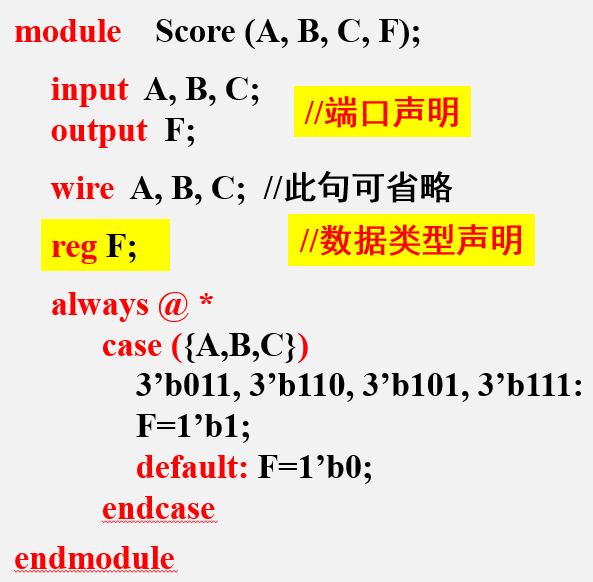 module Score (A, B, C, F);
input A, B, C;
output F;
//端口声明
wire A, B, C; //此句可省略
reg F;
//数据类型声明
always @ *
case ({A,B,C})
3’b011, 3’b110, 3’b101, 3’b111:
F=1’b1;
default: F=1’b0;
endcase
endmodule